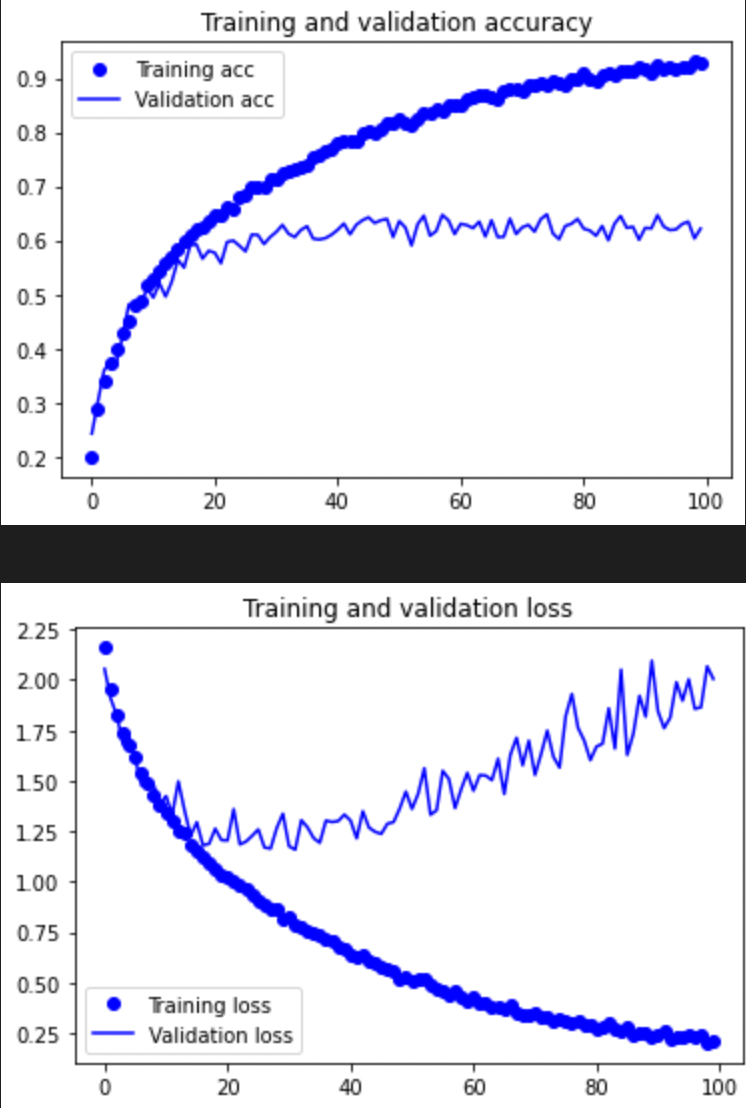 Training and validation accuracy
Training acc
Validation acc
0.9
0.8
0.7
0.6
0.5
0.4
0.3
0.2
0 20 40 60 80 100
Training and validation loss
2.25
2.00
1.75
1.50
1.25
1.00
0.75
0.50
0.25
Training loss
Validation loss
0 20 40 60 80 100